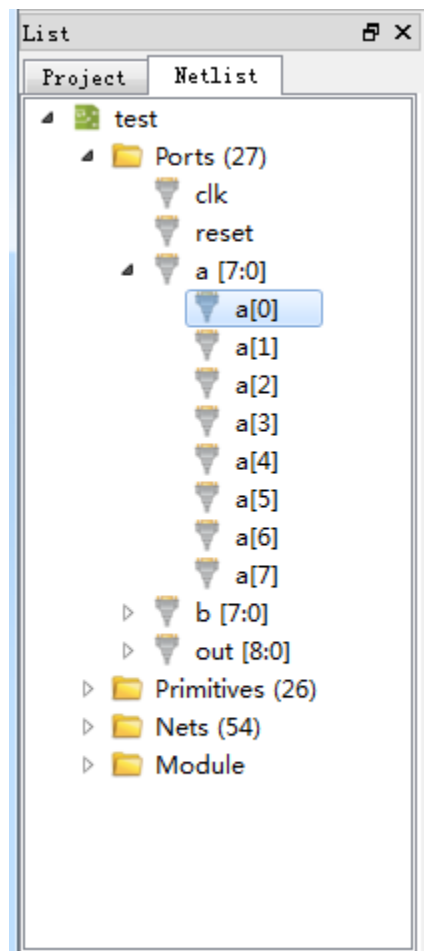 List
Project Netlist
test
Ports (27)
clk
reset
a [7:0]
a[0]
a[1]
a[2]
a[3]
a[4]
a[5]
a[6]
a[7]
b [7:0]
out [8:0]
Primitives (26)
Nets (54)
Module